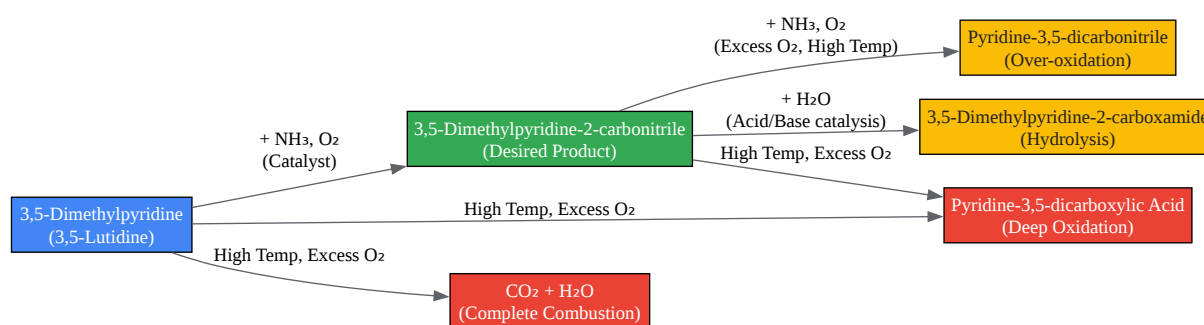 + NH₃, O₂
(Excess O₂, High Temp)
Pyridine-3,5-dicarbonitrile
(Over-oxidation)
+ H₂O
(Acid/Base catalysis)
3,5-Dimethylpyridine-2-carboxamide
(Hydrolysis)
+ NH₃, O₂
(Catalyst)
3,5-Dimethylpyridine-2-carbonitrile
(Desired Product)
High Temp, Excess O₂
3,5-Dimethylpyridine
(3,5-Lutidine)
High Temp, Excess O₂
Pyridine-3,5-dicarboxylic Acid
(Deep Oxidation)
High Temp, Excess O₂
CO₂ + H₂O
(Complete Combustion)